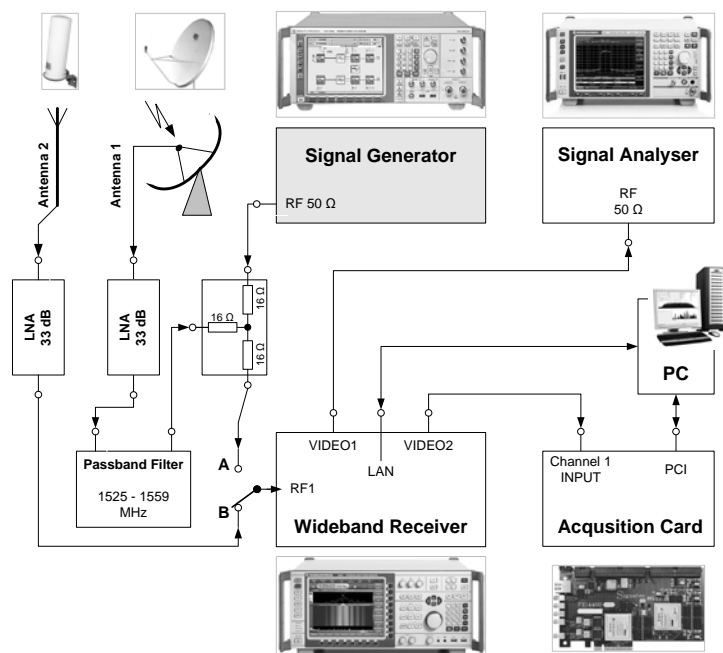 Signal Generator
RF 50 Ω
Signal Analyser
RF
50 Ω
Antenna 2
Antenna 1
LNA
33 dB
LNA
33 dB
16 Ω
16 Ω
16 Ω
PC
Passband Filter
1525 - 1559
MHz
A
B
RF1
VIDEO1
LAN
VIDEO2
Wideband Receiver
Channel 1
INPUT
PCI
Acqusition Card